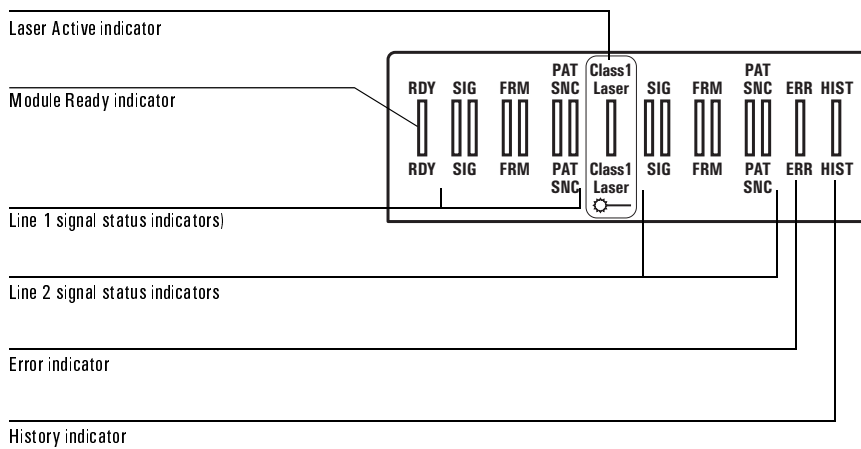 Laser Active indicator
PAT Class1 PAT
RDY SIG FRM SNC Laser SIG FRM SNC ERR HIST
Module Ready indicator
RDY SIG FRM PAT Class1 SIG FRM PAT ERR HIST
SNC Laser SNC
Line 1 signal status indicators)
Line 2 signal status indicators
Error indicator
History indicator